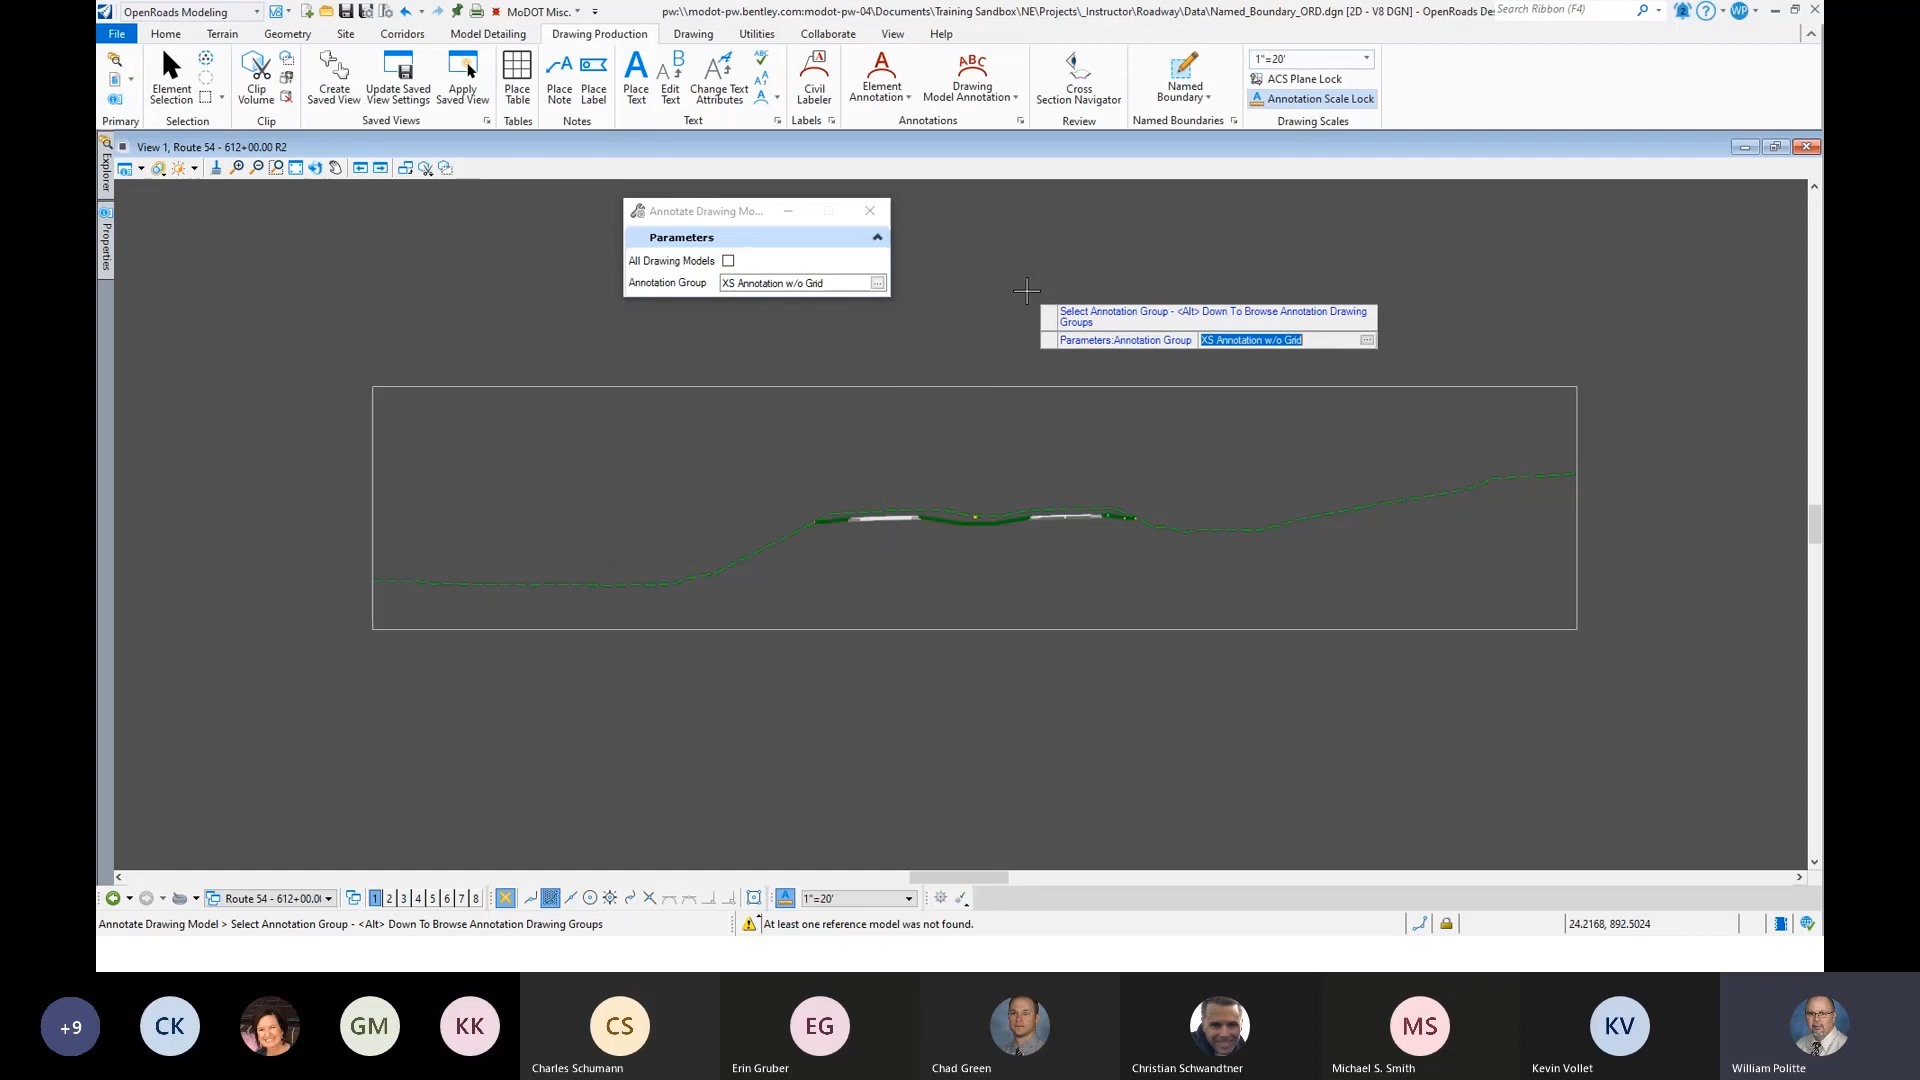 OpenRoads Modeling
MoDOT Misc.
pw:\\modot-pw.bentley.com:modot-pw-04\Documents\Training Sandbox\NE\Projects\_Instructor\Roadway\Data\Named_Boundary_ORD.dgn [2D - V8 DGN] - OpenRoads De:
Search Ribbon (F4)
2
WP
File
Home
Terrain
Geometry
Site
Corridors
Model Detailing
Drawing Production
Drawing
Utilities
Collaborate
View
Help
Element Selection
Clip Volume
Create Saved View
Update Saved View Settings
Apply Saved View
Place Table
Place Note
Place Label
Place Text
Edit Text
Change Text Attributes
Civil Labeler
Element Annotation
Drawing Model Annotation
Cross Section Navigator
Named Boundary
1"=20'
ACS Plane Lock
Annotation Scale Lock
Primary
Selection
Clip
Saved Views
Tables
Notes
Text
Labels
Annotations
Review
Named Boundaries
Drawing Scales
Explorer
Properties
View 1, Route 54 - 612+00.00 R2
Annotate Drawing Mo...
Parameters
All Drawing Models
Annotation Group XS Annotation w/o Grid
Select Annotation Group - <Alt> Down To Browse Annotation Drawing
Groups
Parameters:Annotation Group XS Annotation w/o Grid
Route 54 - 612+00.0(
1 2 3 4 5 6 7 8
1"=20'
Annotate Drawing Model > Select Annotation Group - <Alt> Down To Browse Annotation Drawing Groups
At least one reference model was not found.
24.2168, 892.5024
+9
CK
GM
KK
CS
EG
MS
KV
Charles Schumann
Erin Gruber
Chad Green
Christian Schwandtner
Michael S. Smith
Kevin Vollet
William Politte